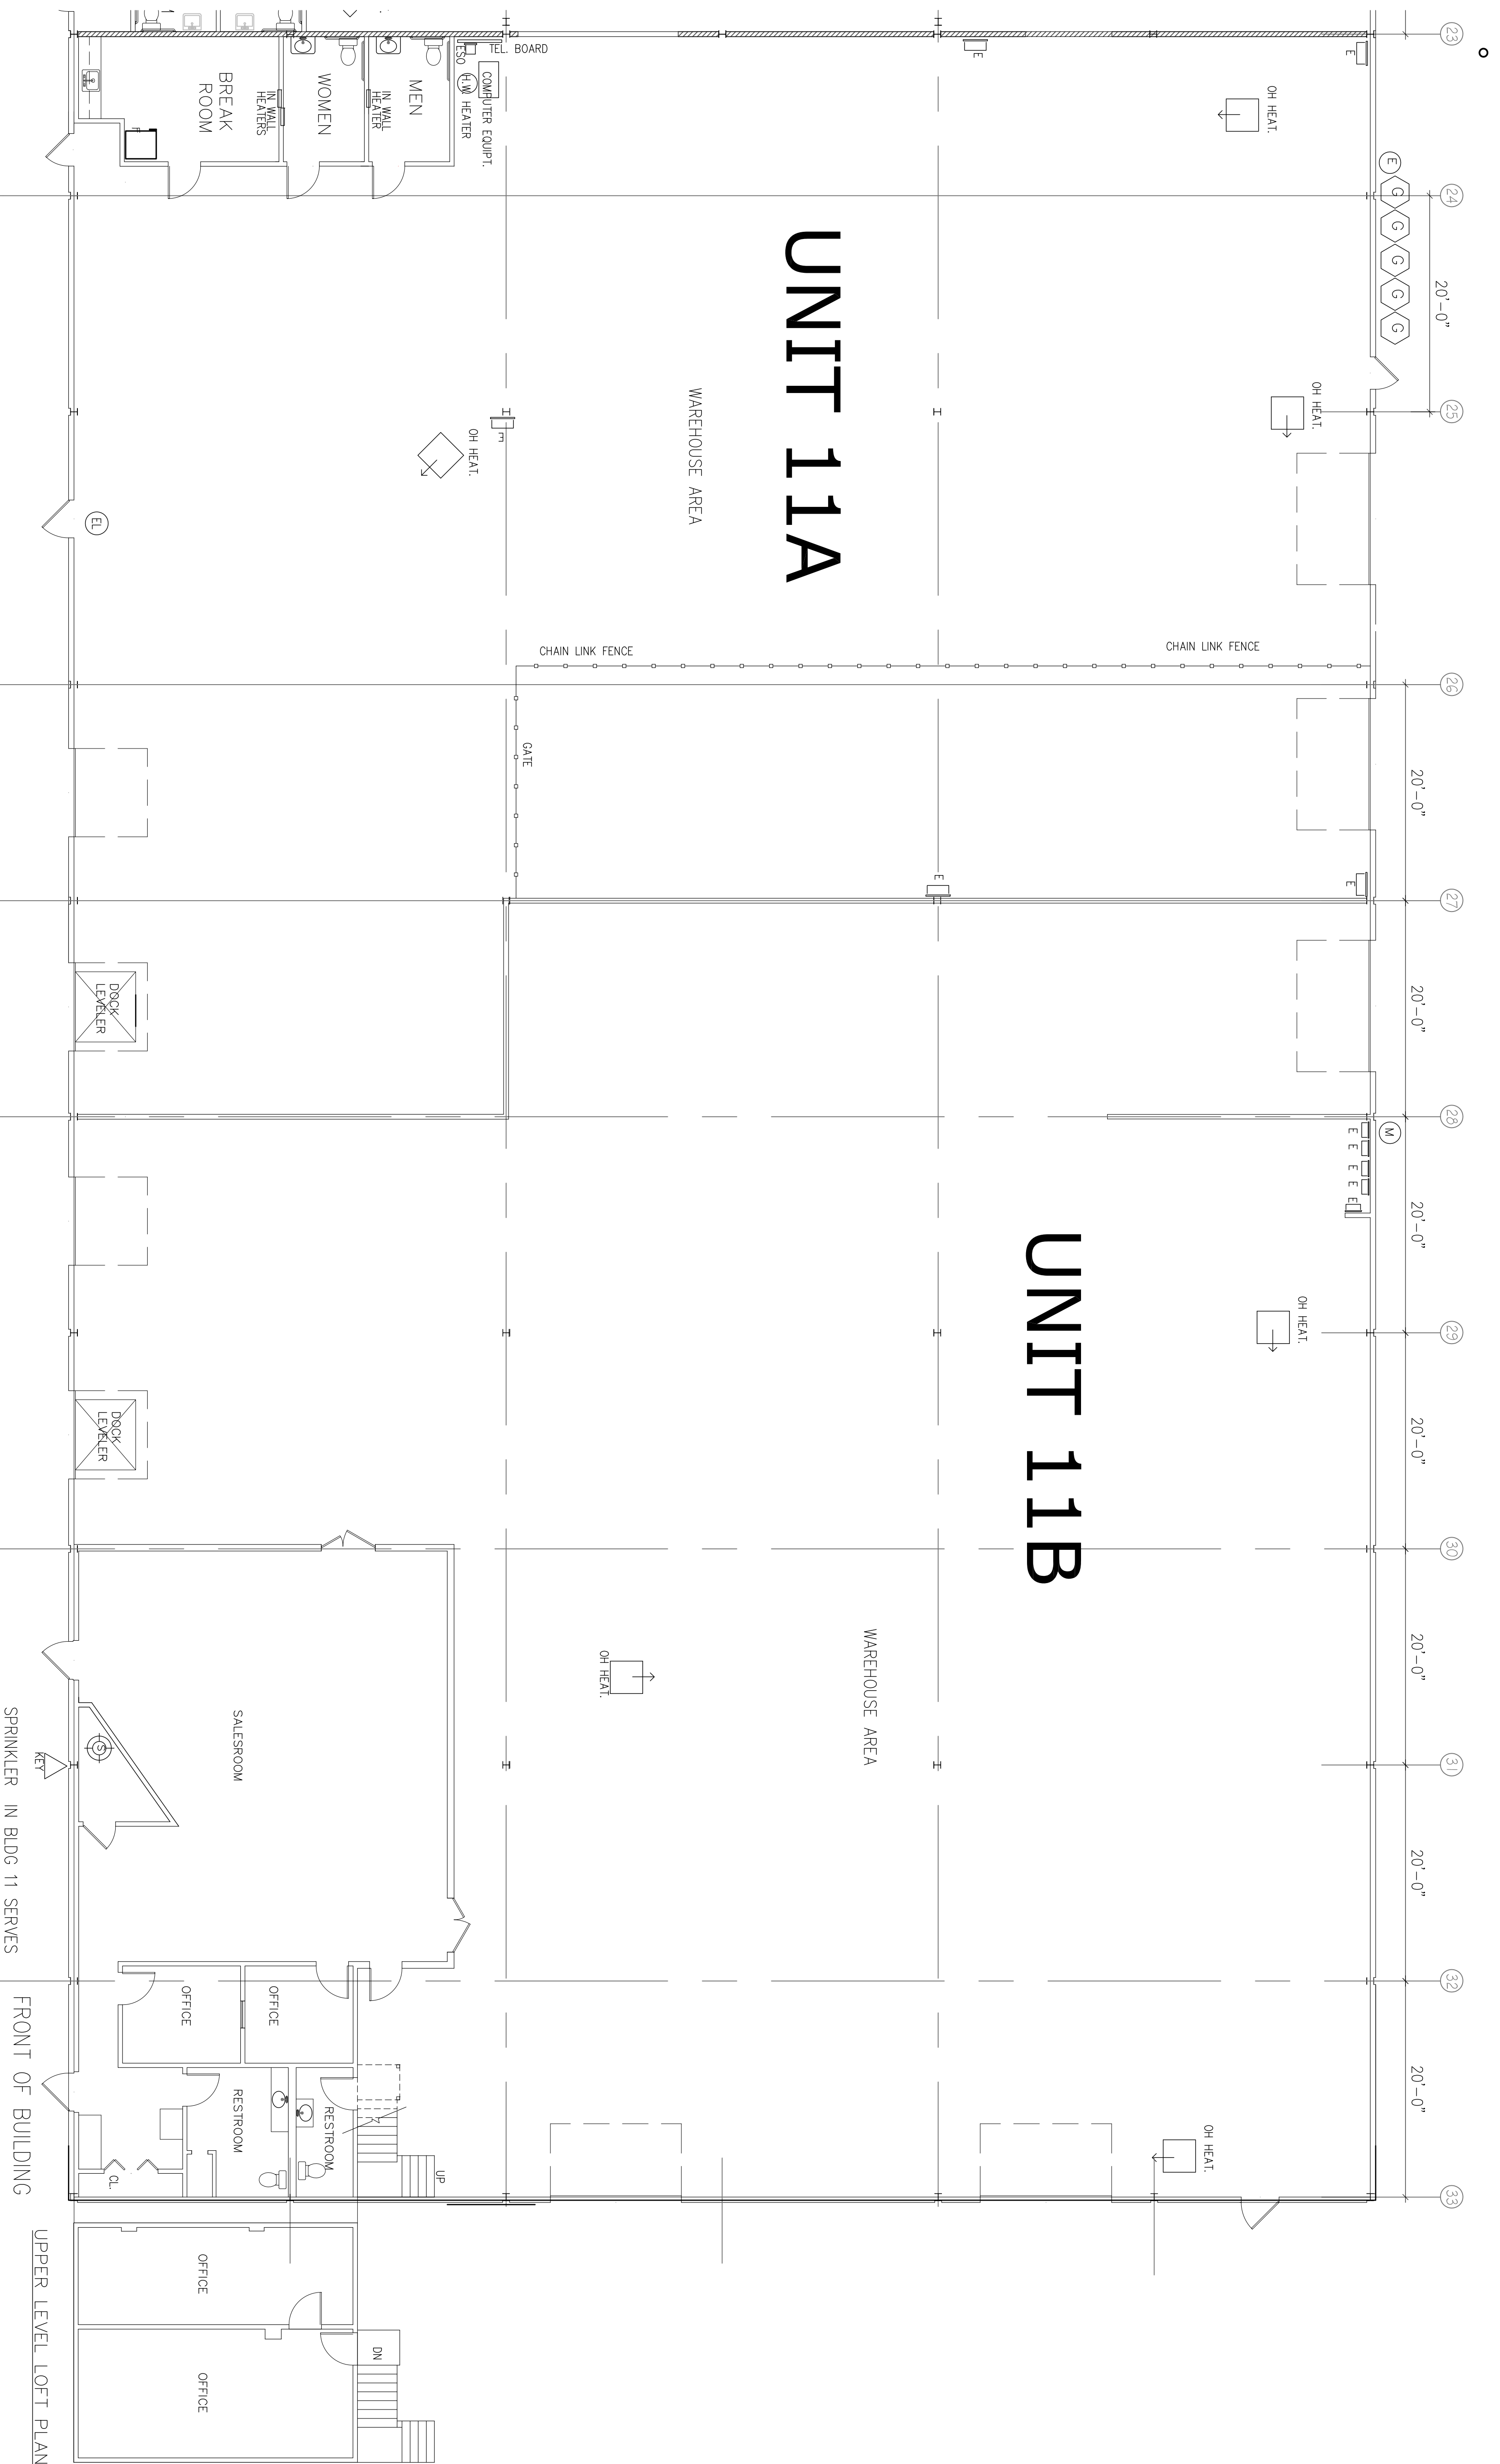 23
24
25
26
27
28
29
30
31
32
33
20'-0"
20'-0"
20'-0"
20'-0"
20'-0"
20'-0"
20'-0"
20'-0"
E
G
G
G
G
G
M
TEL. BOARD
ESO
H.W. HEATER
COMPUTER EQUIPT.
MEN
IN WALL
HEATER
WOMEN
IN WALL
HEATERS
BREAK
ROOM
F
E
E
OH HEAT.
OH HEAT.
OH HEAT.
E
UNIT 11A
WAREHOUSE AREA
EL
CHAIN LINK FENCE
CHAIN LINK FENCE
GATE
E
E
DOCK
LEVELER
E
E
E
E
E
UNIT 11B
OH HEAT.
DOCK
LEVELER
WAREHOUSE AREA
OH HEAT.
SALESROOM
S
KEY
SPRINKLER IN BLDG 11 SERVES
OFFICE
OFFICE
RESTROOM
RESTROOM
CL.
UP
OH HEAT.
FRONT OF BUILDING
OFFICE
OFFICE
DN
UPPER LEVEL LOFT PLAN